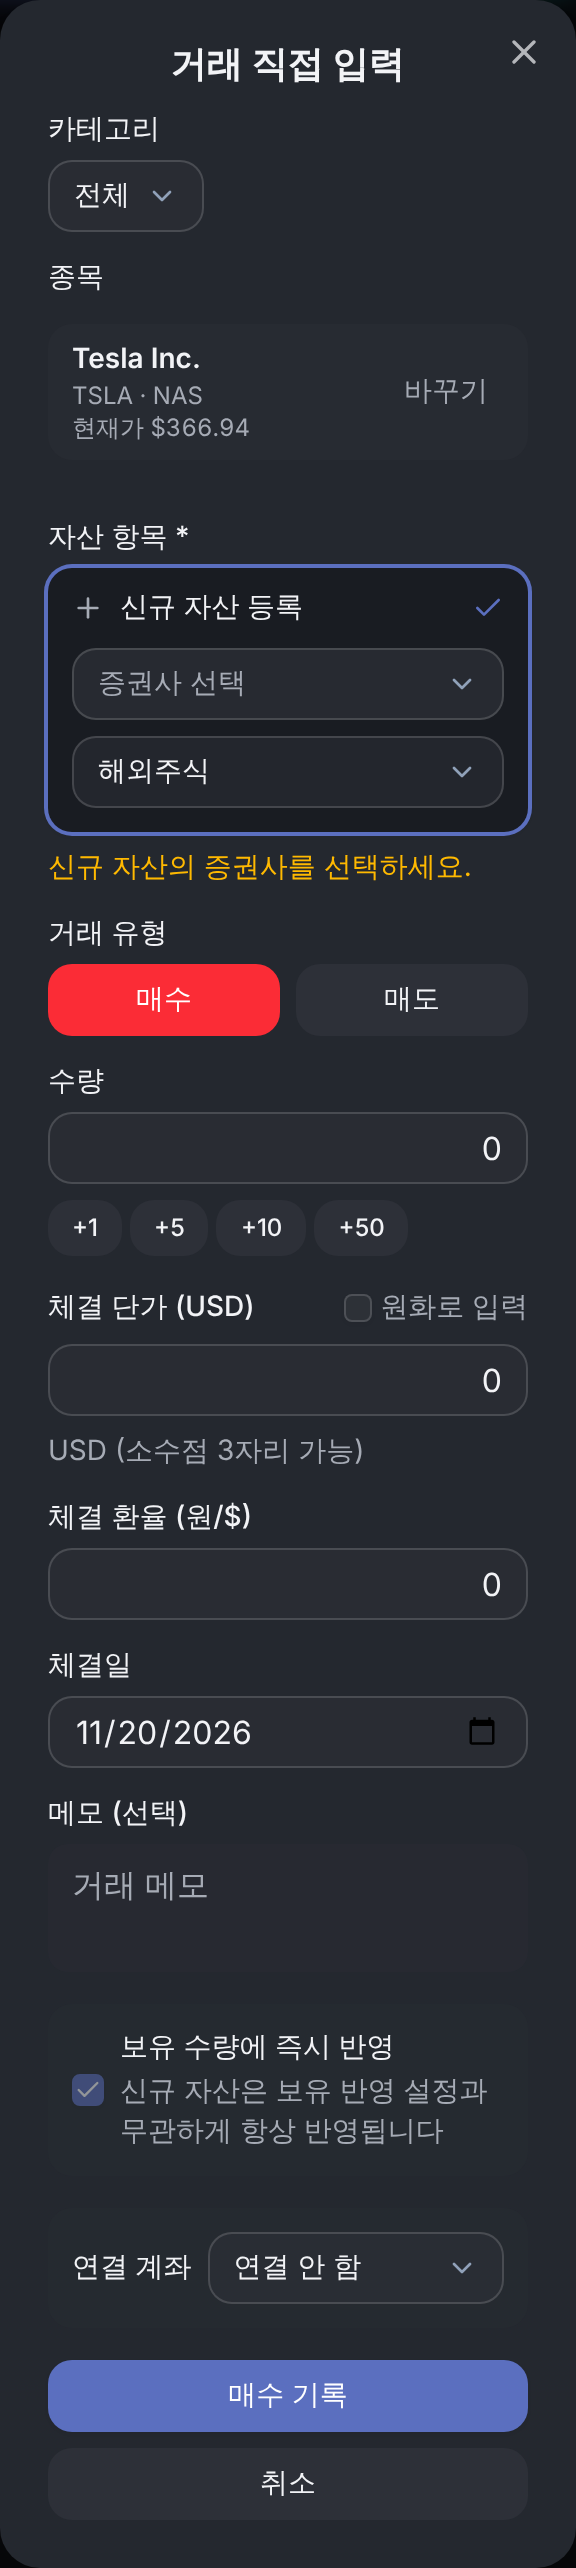 거래 직접 입력
카테고리
전체
종목
Tesla Inc.
TSLA · NAS
현재가 $366.94
바꾸기
자산 항목 *
신규 자산 등록
증권사 선택
해외주식
신규 자산의 증권사를 선택하세요.
거래 유형
매수 매도
수량
0
+1 +5 +10 +50
체결 단가 (USD) 원화로 입력
0
USD (소수점 3자리 가능)
체결 환율 (원/$)
0
체결일
11/20/2026
메모 (선택)
거래 메모
보유 수량에 즉시 반영
신규 자산은 보유 반영 설정과
무관하게 항상 반영됩니다
연결 계좌 연결 안 함
매수 기록
취소